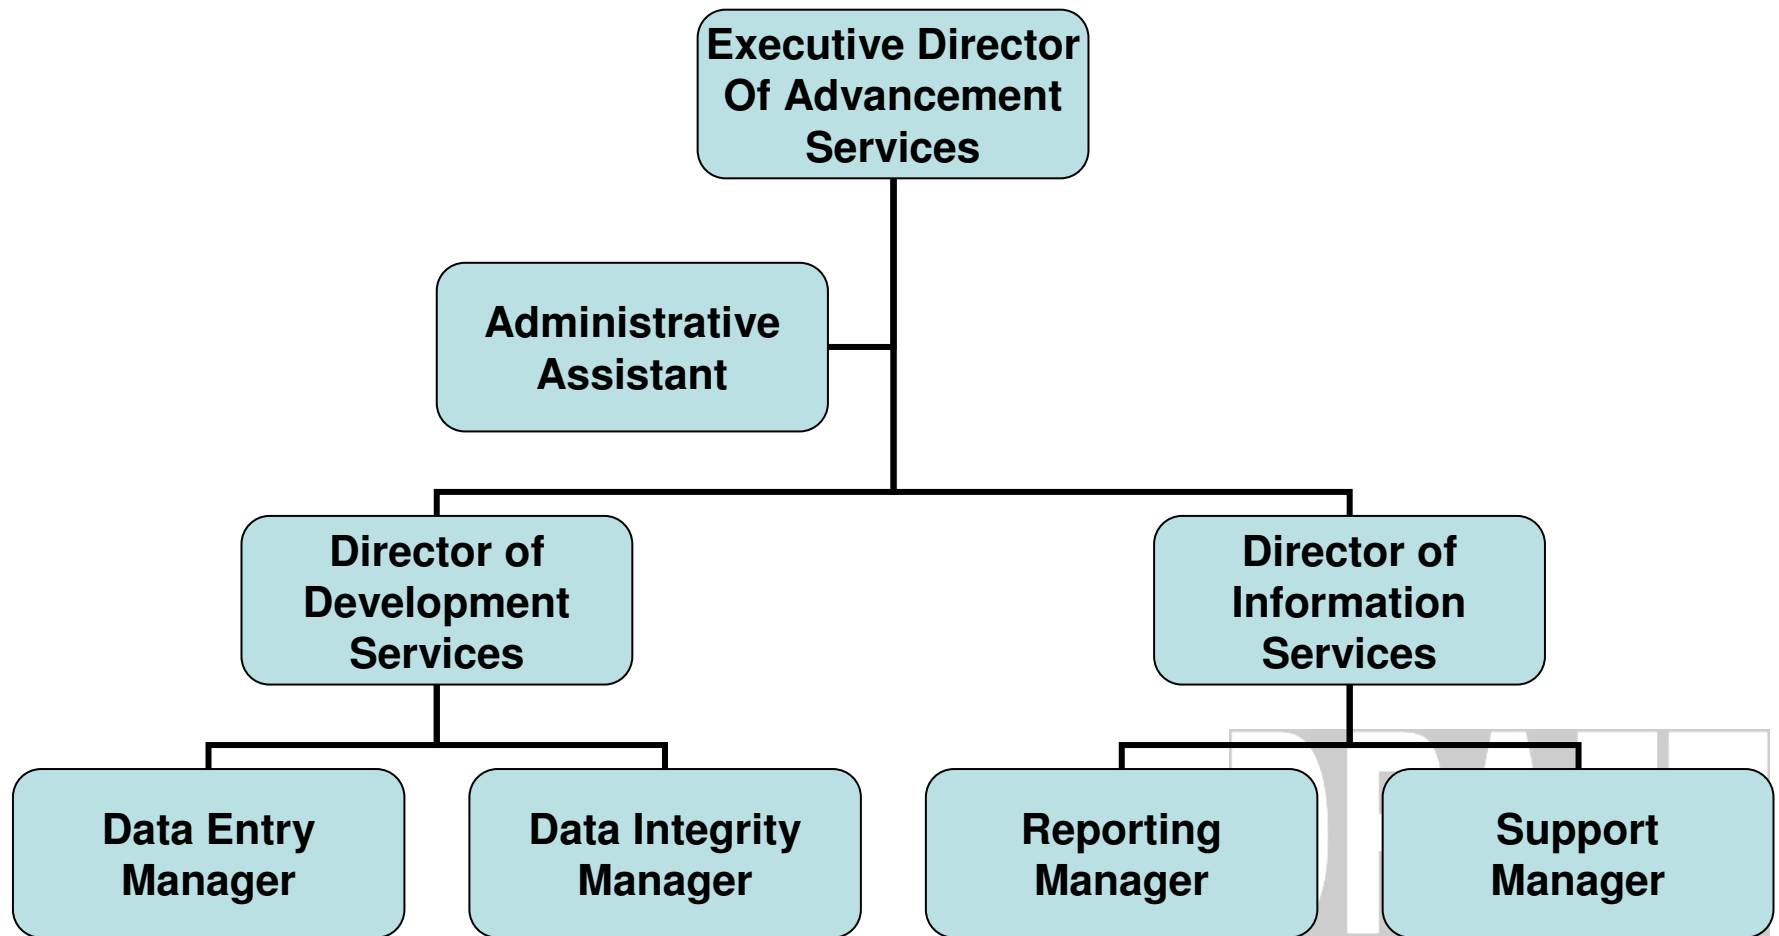 Executive Director
Of Advancement
Services
Administrative
Assistant
Director of
Development
Services
Director of
Information
Services
Data Entry
Manager
Data Integrity
Manager
Reporting
Manager
Support
Manager